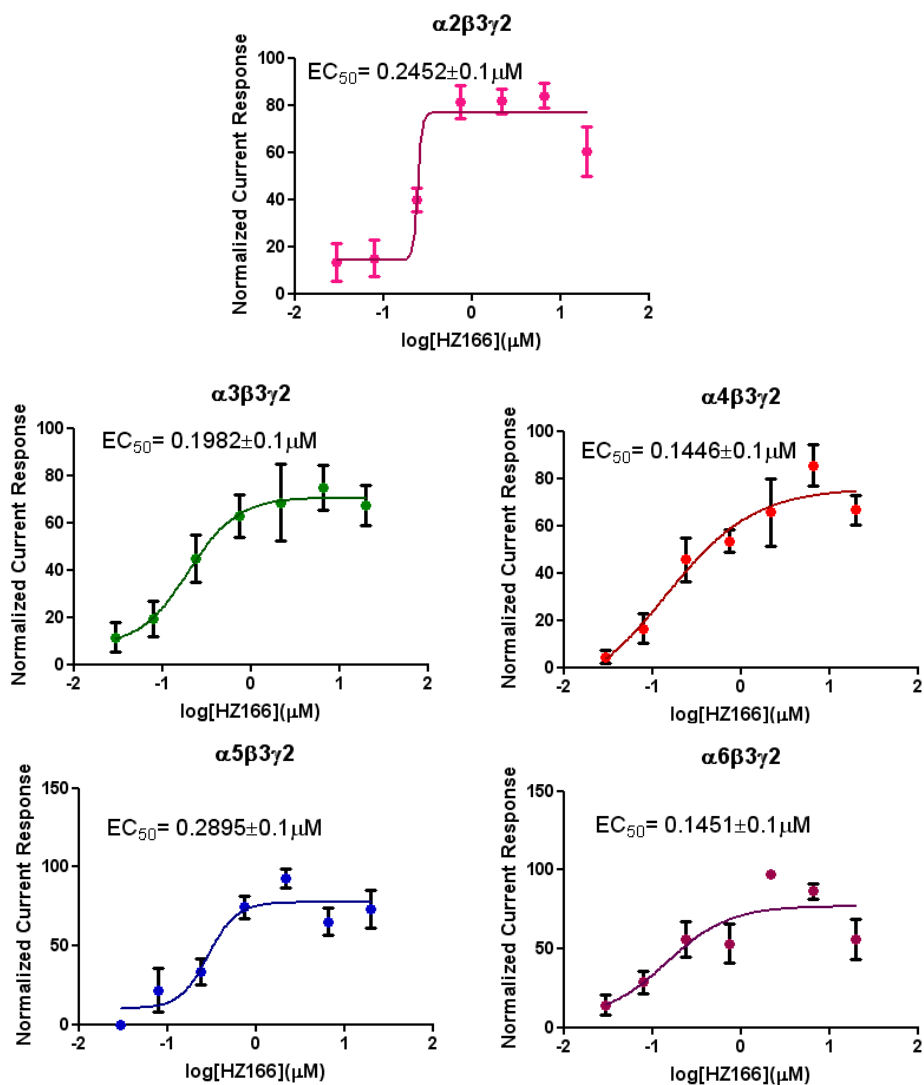 α2β3γ2
EC50= 0.2452±0.1μM
Normalized Current Response
100
80
60
40
20
0
-2 -1 0 1 2
log[HZ166](μM)
α3β3γ2
EC50= 0.1982±0.1μM
Normalized Current Response
100
80
60
40
20
0
-2 -1 0 1 2
log[HZ166](μM)
α4β3γ2
EC50= 0.1446±0.1μM
Normalized Current Response
100
80
60
40
20
0
-2 -1 0 1 2
log[HZ166](μM)
α5β3γ2
EC50= 0.2895±0.1μM
Normalized Current Response
150
100
50
0
-2 -1 0 1 2
log[HZ166](μM)
α6β3γ2
EC50= 0.1451±0.1μM
Normalized Current Response
150
100
50
0
-2 -1 0 1 2
log[HZ166](μM)